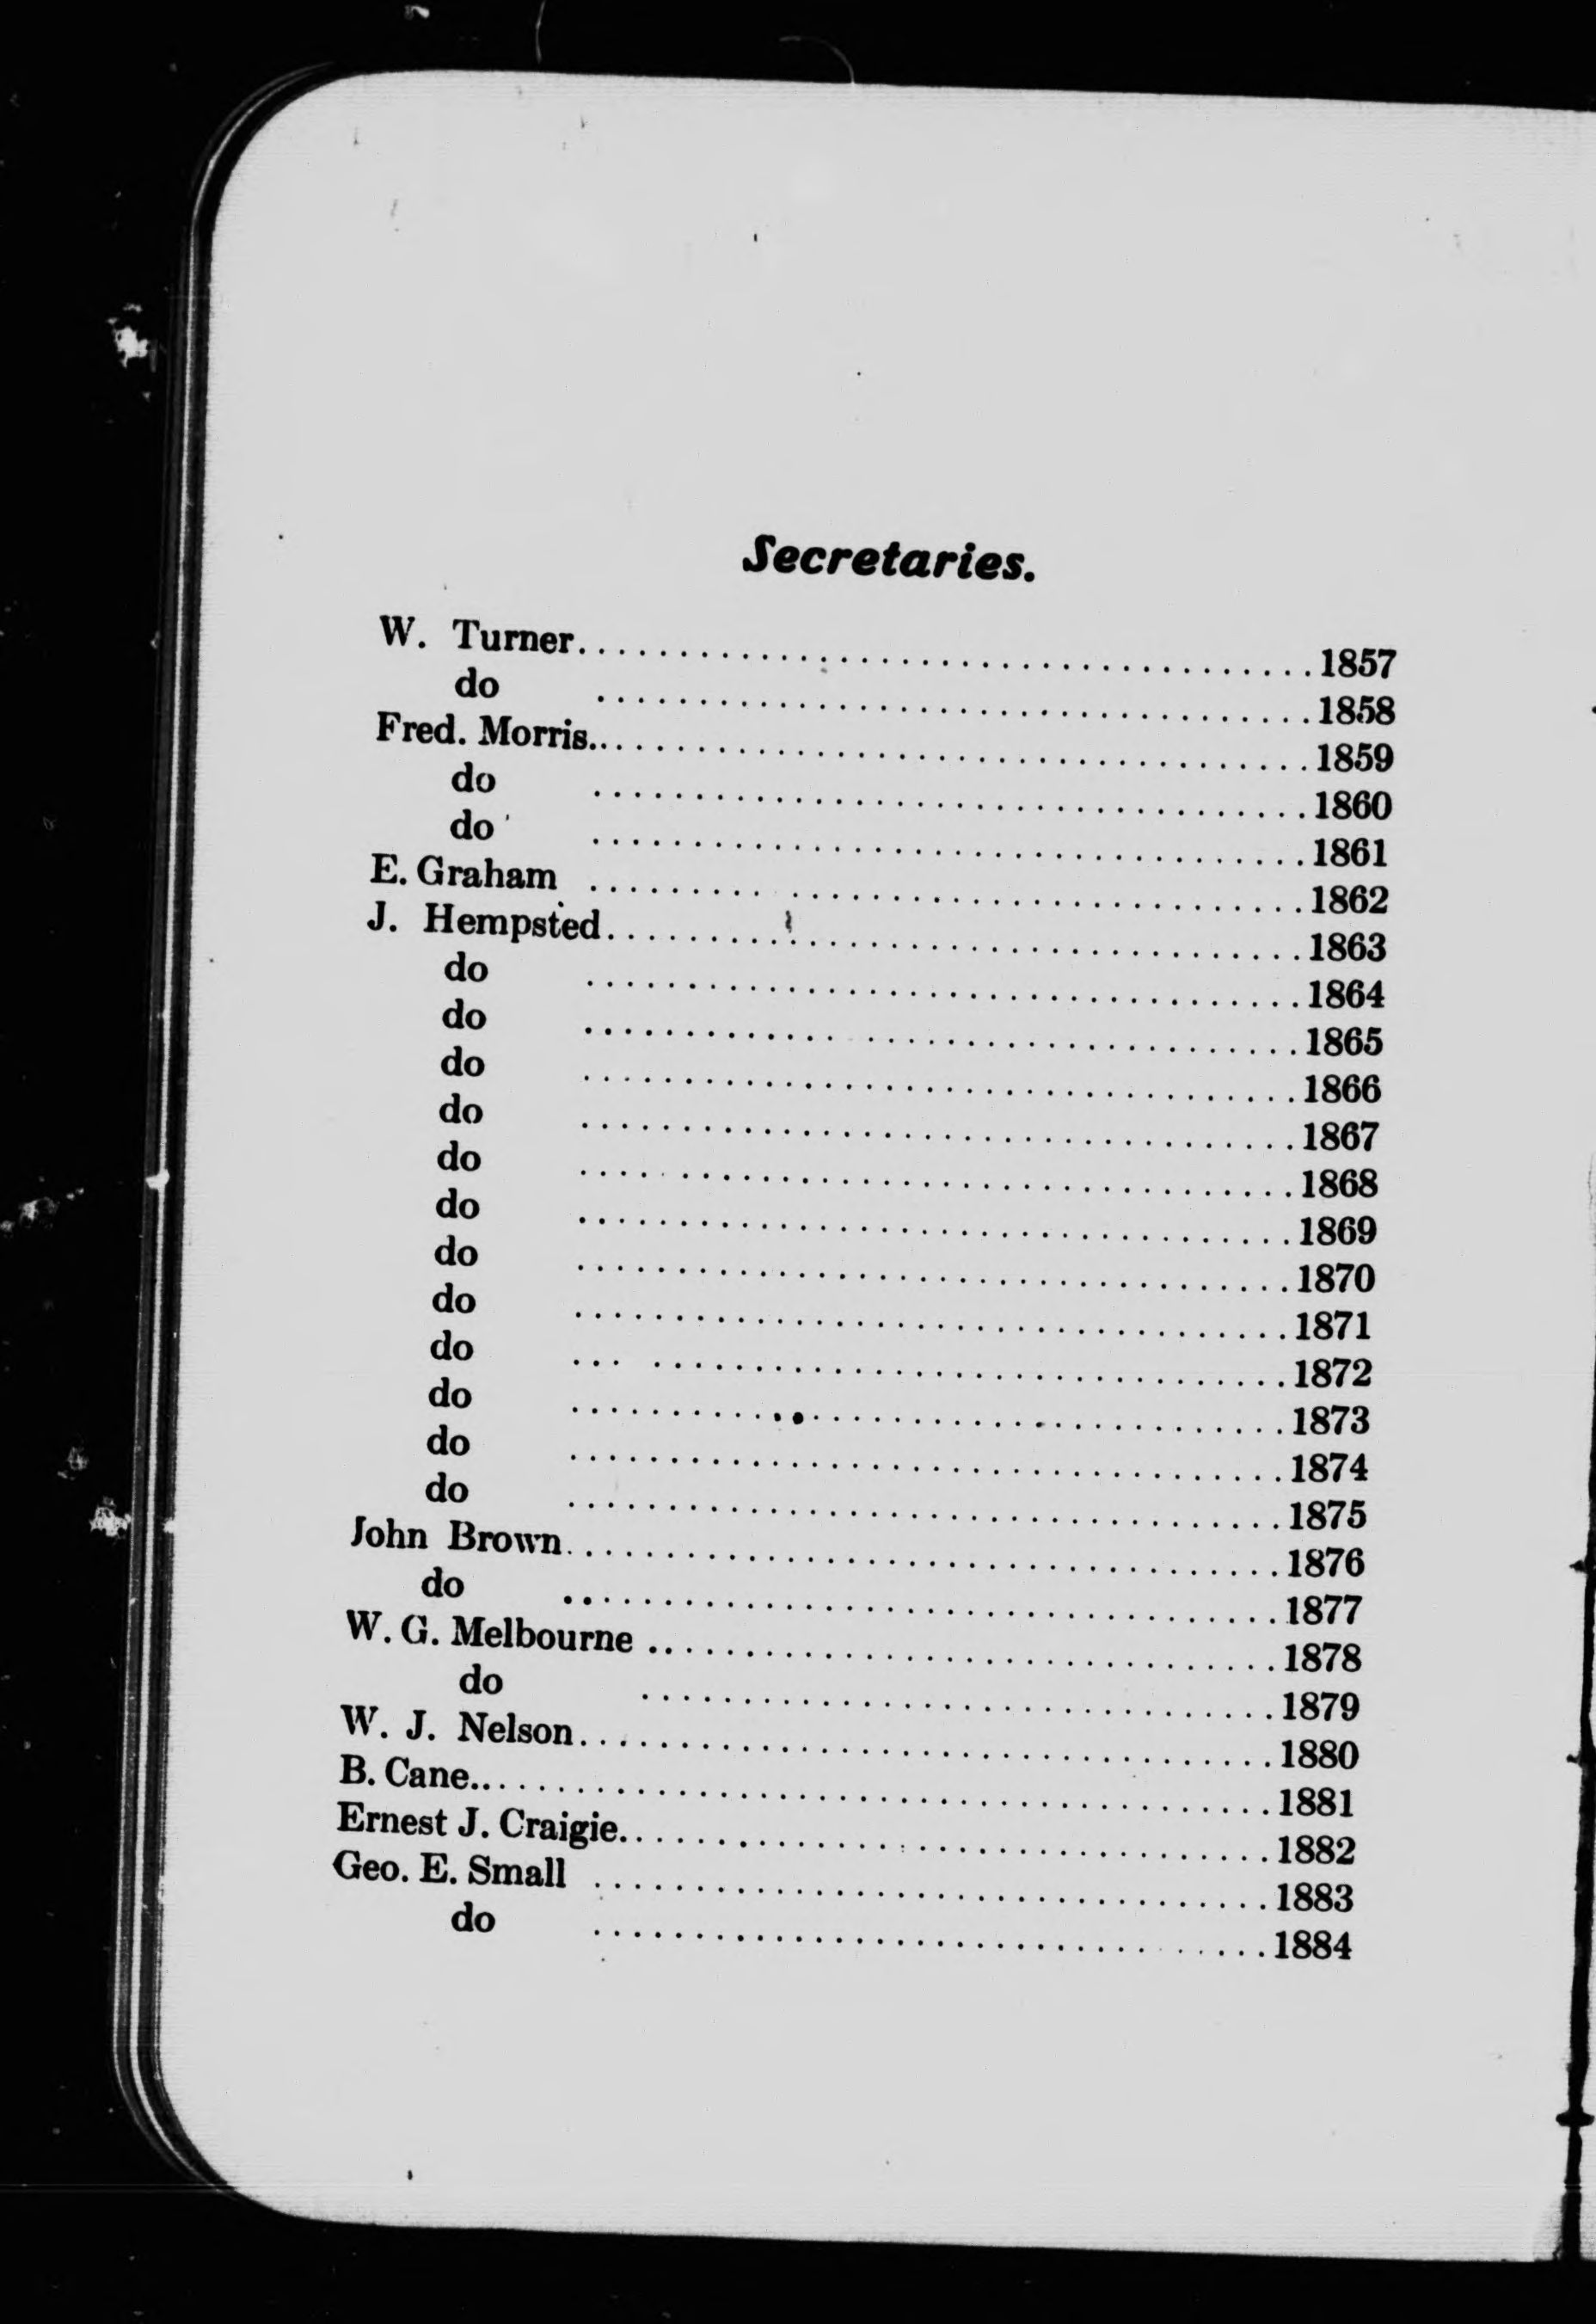 Secretaries.
W. Turner.....................................1857
do ....................................1858
Fred. Morris.....................................1859
do ....................................1860
do ....................................1861
E. Graham ....................................1862
J. Hempsted...................................1863
do ....................................1864
do ....................................1865
do ....................................1866
do ....................................1867
do ....................................1868
do ....................................1869
do ....................................1870
do ....................................1871
do ....................................1872
do ....................................1873
do ....................................1874
do ....................................1875
John Brown....................................1876
do ....................................1877
W. G. Melbourne ................................1878
do ................................1879
W. J. Nelson...................................1880
B. Cane.........................................1881
Ernest J. Craigie.................................1882
Geo. E. Small ..................................1883
do ..................................1884